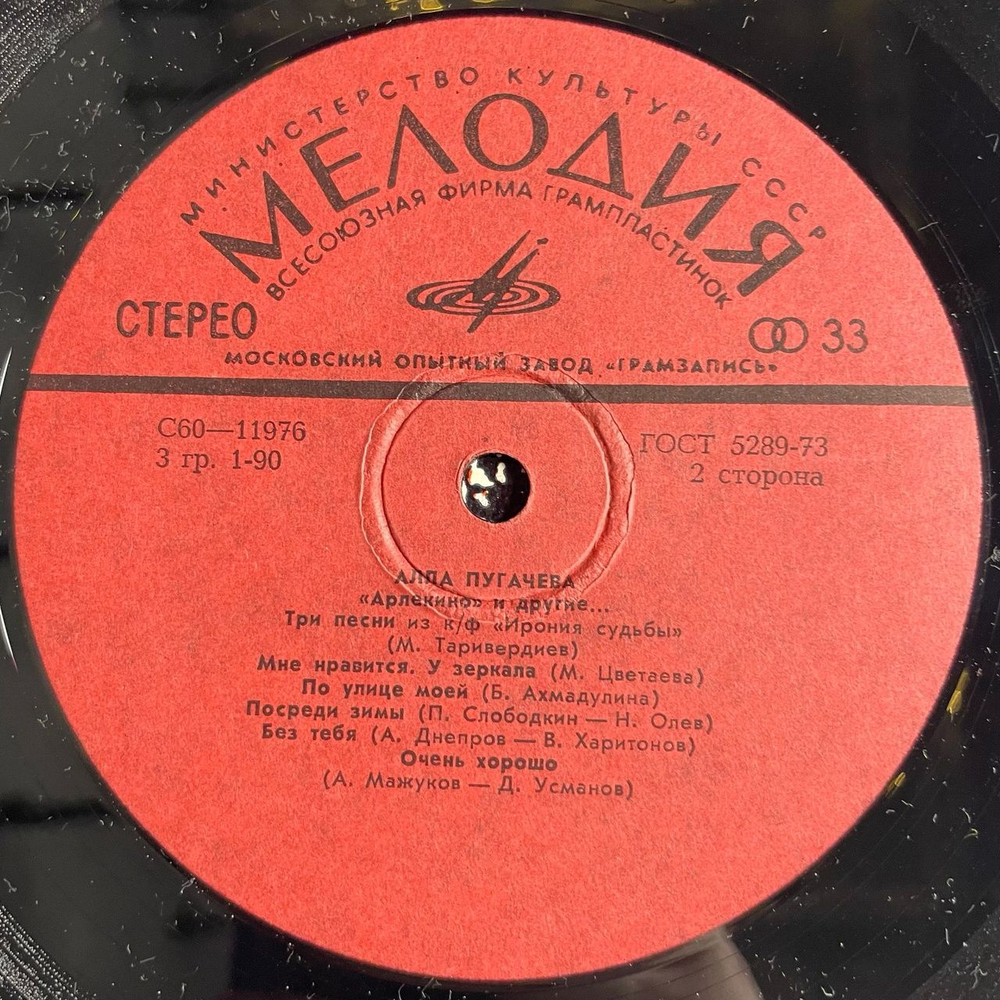 МИНИСТЕРСТВО КУЛЬТУРЫ СССР
МЕЛОДИЯ
ВСЕСОЮЗНАЯ ФИРМА ГРАМПЛАСТИНОК
СТЕРЕО
33
МОСКОВСКИЙ ОПЫТНЫЙ ЗАВОД «ГРАМЗАПИСЬ»
С60—11976
ГОСТ 5289-73
3 гр. 1-90
2 сторона
АЛЛА ПУГАЧЕВА
«Арлекино» и другие...
Три песни из к/ф «Ирония судьбы»
(М. Таривердиев)
Мне нравится. У зеркала (М. Цветаева)
По улице моей (Б. Ахмадулина)
Посреди зимы (П. Слободкин — Н. Олев)
Без тебя (А. Днепров — В. Харитонов)
Очень хорошо
(А. Мажуков — Д. Усманов)